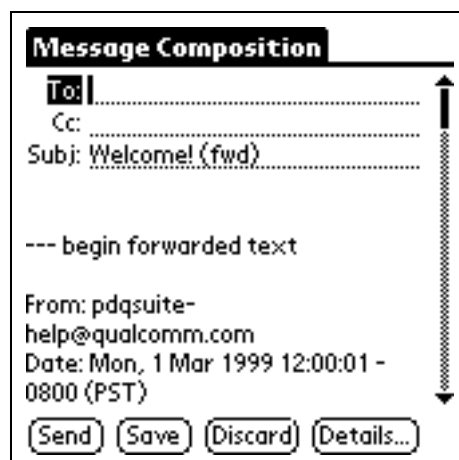 Message Composition
To:
Cc:
Subj: Welcome! (fwd)
--- begin forwarded text
From: pdqsuite-
help@qualcomm.com
Date: Mon, 1 Mar 1999 12:00:01 -
0800 (PST)
Send Save Discard Details...